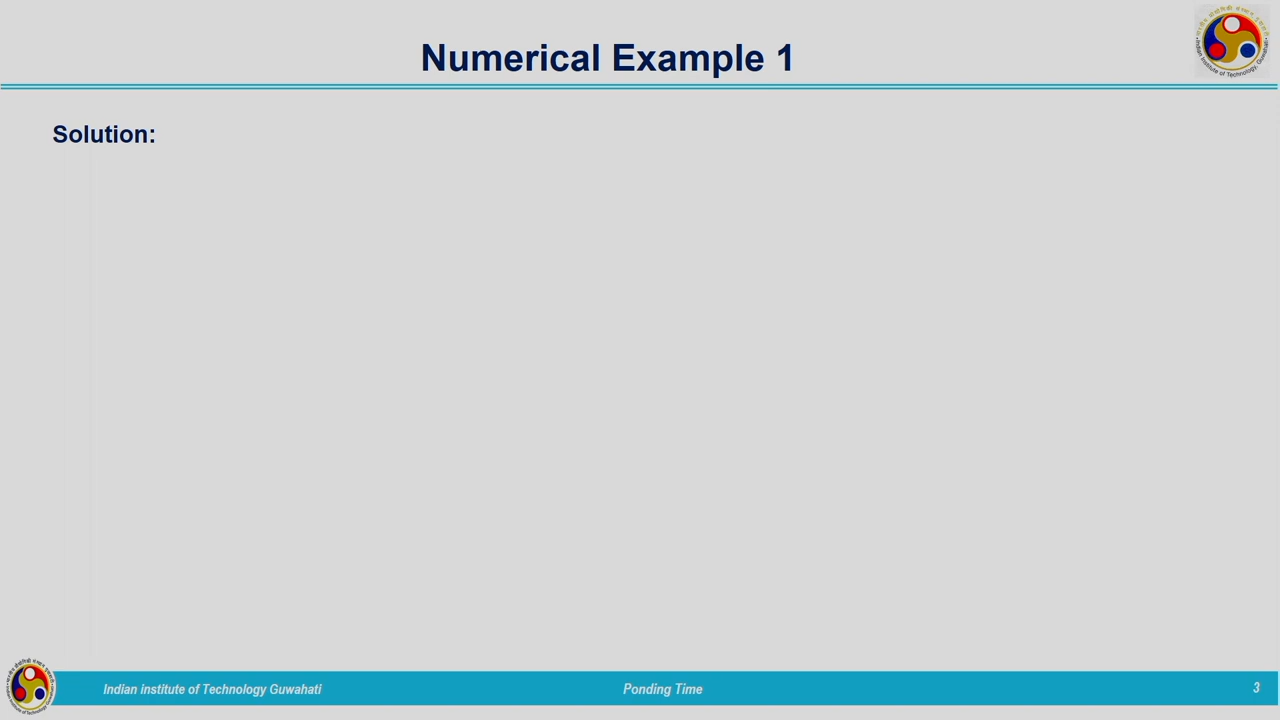 Numerical Example 1
Solution:
Indian institute of Technology Guwahati
Ponding Time
3